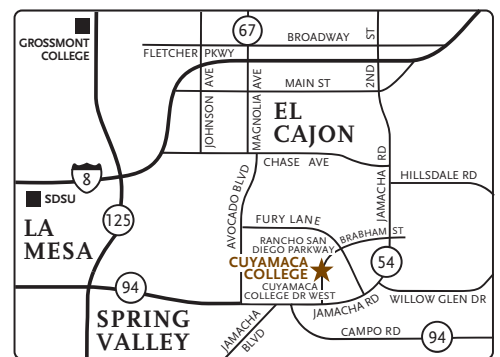 GROSSMONT
COLLEGE
67
BROADWAY
FLETCHER PKWY
2ND ST
JOHNSON AVE
MAGNOLIA AVE
MAIN ST
EL
CAJON
CHASE AVE
8
SDSU
JAMACHA RD
HILLSDALE RD
AVOCADO BLVD
LA
MESA
125
FURY LANE
RANCHO SAN
DIEGO PARKWAY
BRABHAM ST
CUYAMACA
COLLEGE
54
94
CUYAMACA
COLLEGE DR WEST
WILLOW GLEN DR
SPRING
VALLEY
JAMACHA
BLVD
JAMACHA RD
CAMPO RD
94